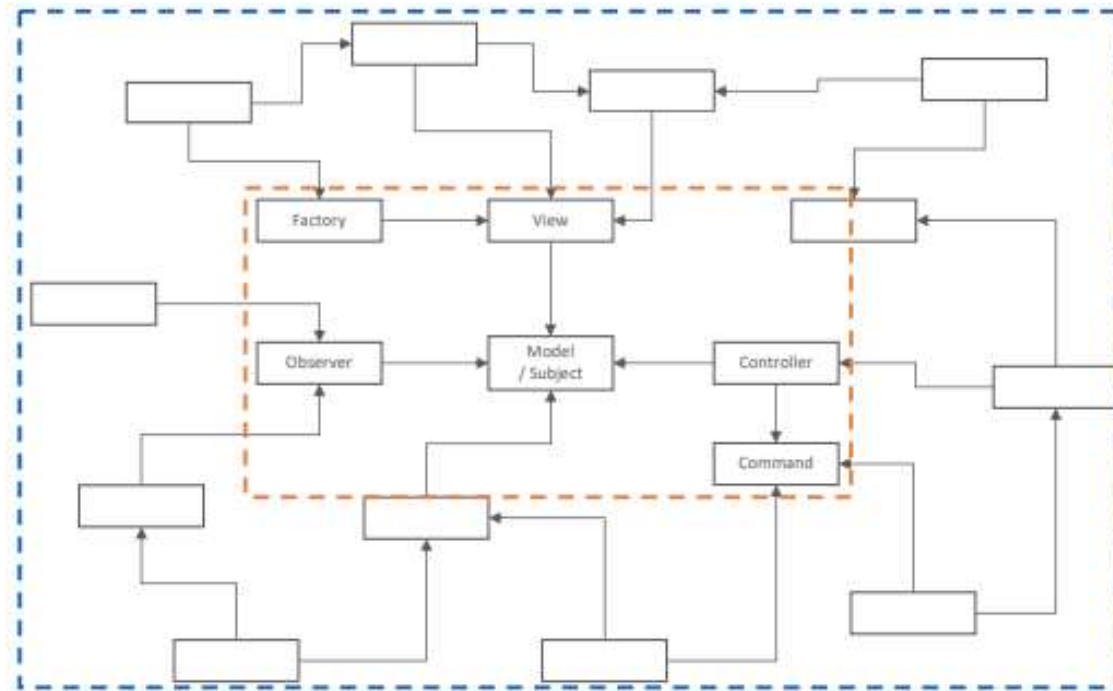 Factory
View
Observer
Model
/ Subject
Controller
Command